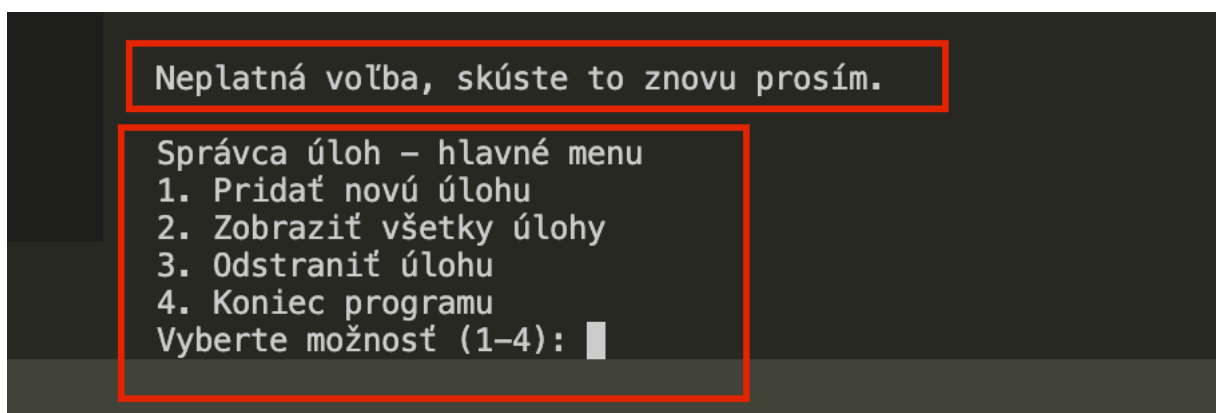 Neplatná voľba, skúste to znovu prosím.
Správca úloh – hlavné menu
1. Pridať novú úlohu
2. Zobraziť všetky úlohy
3. Odstraniť úlohu
4. Koniec programu
Vyberte možnosť (1–4):